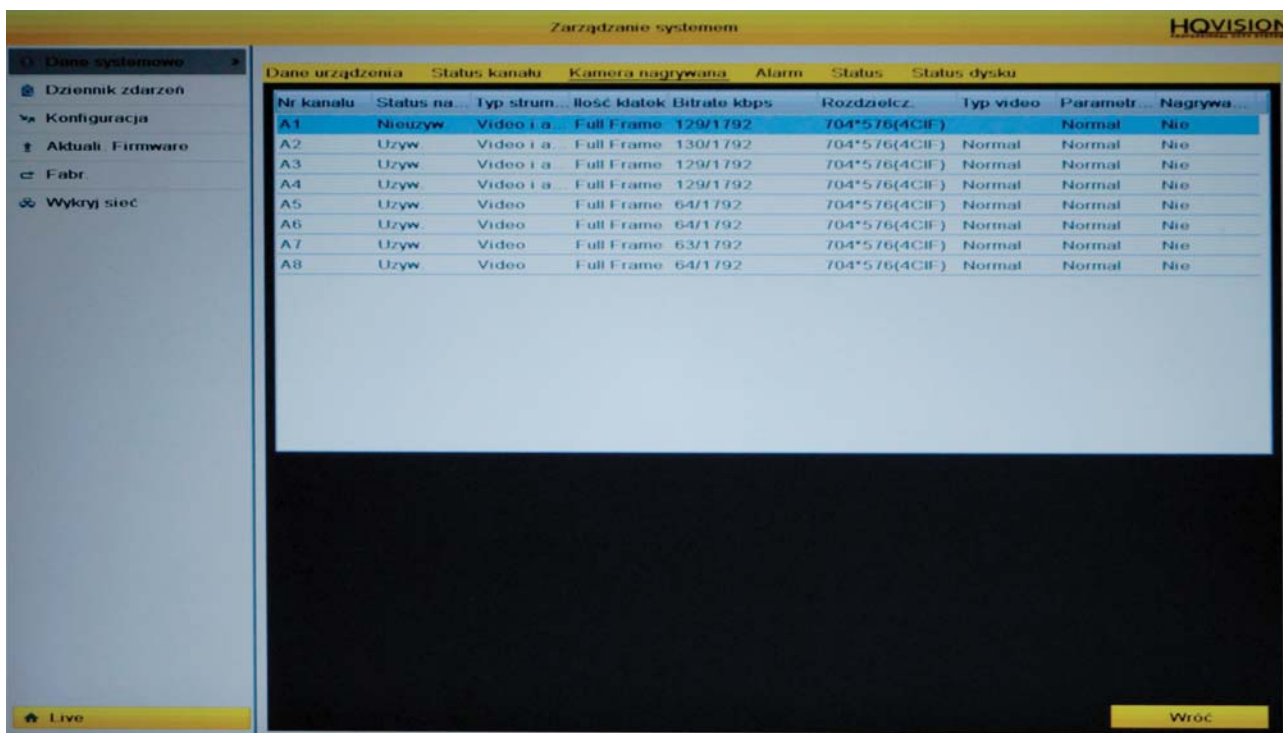 Zarządzanie systemem
HQVISION
Dane systemowe
Dziennik zdarzeń
Konfiguracja
Aktuali. Firmware
Fabr.
Wykryj sieć
Dane urządzenia Status kanału Kamera nagrywana Alarm Status Status dysku
Nr kanału Status na... Typ strum... Ilość klatek Bitrate kbps Rozdzielcz. Typ video Parametr... Nagrywa...
A1 Nieuzyw. Video i a... Full Frame 129/1792 704*576(4CIF) Normal Nie
A2 Uzyw. Video i a... Full Frame 130/1792 704*576(4CIF) Normal Normal Nie
A3 Uzyw. Video i a... Full Frame 129/1792 704*576(4CIF) Normal Normal Nie
A4 Uzyw. Video i a... Full Frame 129/1792 704*576(4CIF) Normal Normal Nie
A5 Uzyw. Video Full Frame 64/1792 704*576(4CIF) Normal Normal Nie
A6 Uzyw. Video Full Frame 64/1792 704*576(4CIF) Normal Normal Nie
A7 Uzyw. Video Full Frame 63/1792 704*576(4CIF) Normal Normal Nie
A8 Uzyw. Video Full Frame 64/1792 704*576(4CIF) Normal Normal Nie
Live
Wróć